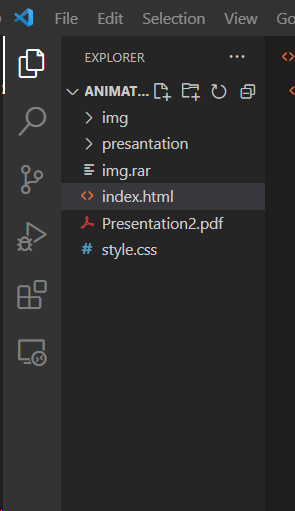 File Edit Selection View Go
EXPLORER
ANIMAT...
img
presantation
img.rar
index.html
Presentation2.pdf
style.css